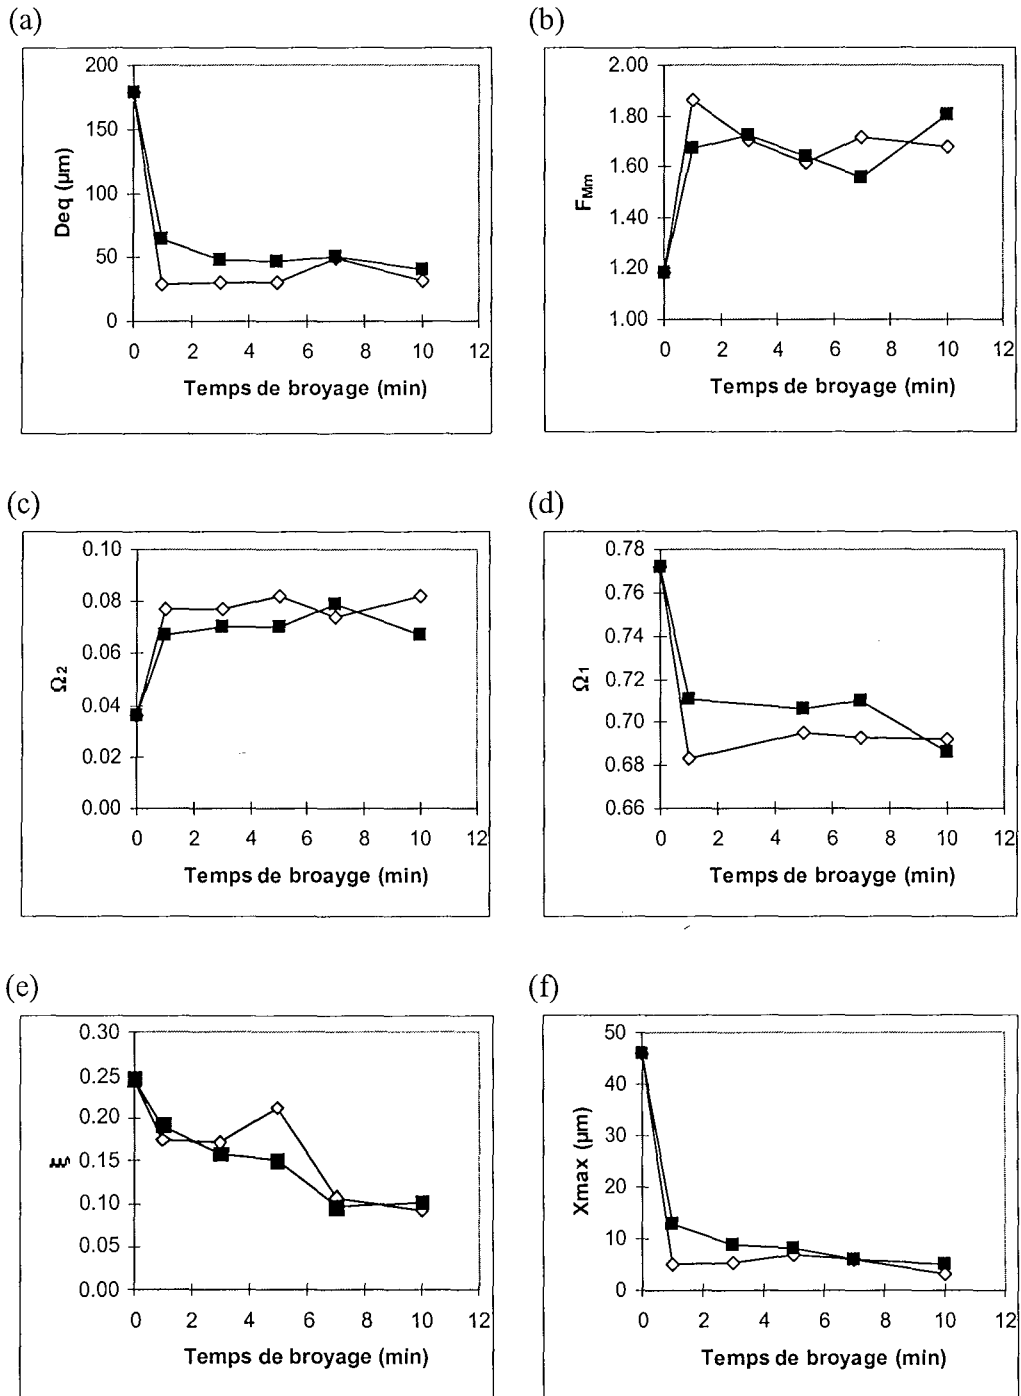 (a)
(b)
200
150
100
50
0
Deq (µm)
0 2 4 6 8 10 12
Temps de broyage (min)
2.00
1.80
1.60
1.40
1.20
1.00
F_Mm
0 2 4 6 8 10 12
Temps de broyage (min)
(c)
(d)
0.10
0.08
0.06
0.04
0.02
0.00
Ω₂
0 2 4 6 8 10 12
Temps de broayge (min)
0.78
0.76
0.74
0.72
0.70
0.68
0.66
Ω₁
0 2 4 6 8 10 12
Temps de broayge (min)
(e)
(f)
0.30
0.25
0.20
0.15
0.10
0.05
0.00
ξ
0 2 4 6 8 10 12
Temps de broyage (min)
50
40
30
20
10
0
Xmax (µm)
0 2 4 6 8 10 12
Temps de broyage (min)